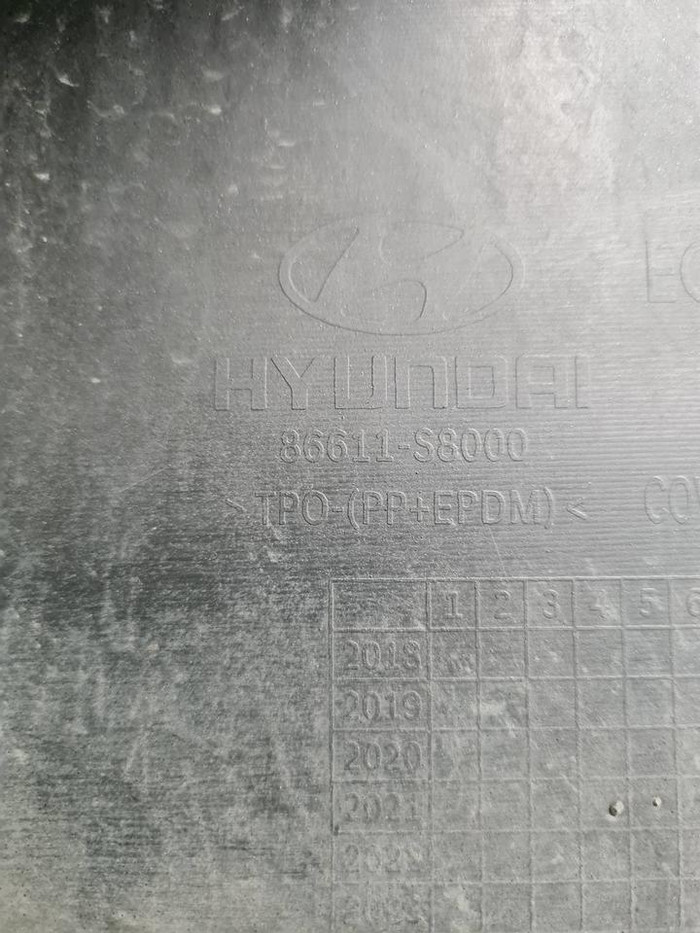 HYUNDAI
86611-S8000
>TPO-(PP+EPDM)<
1 2 3 4 5
2018
2019
2020
2021